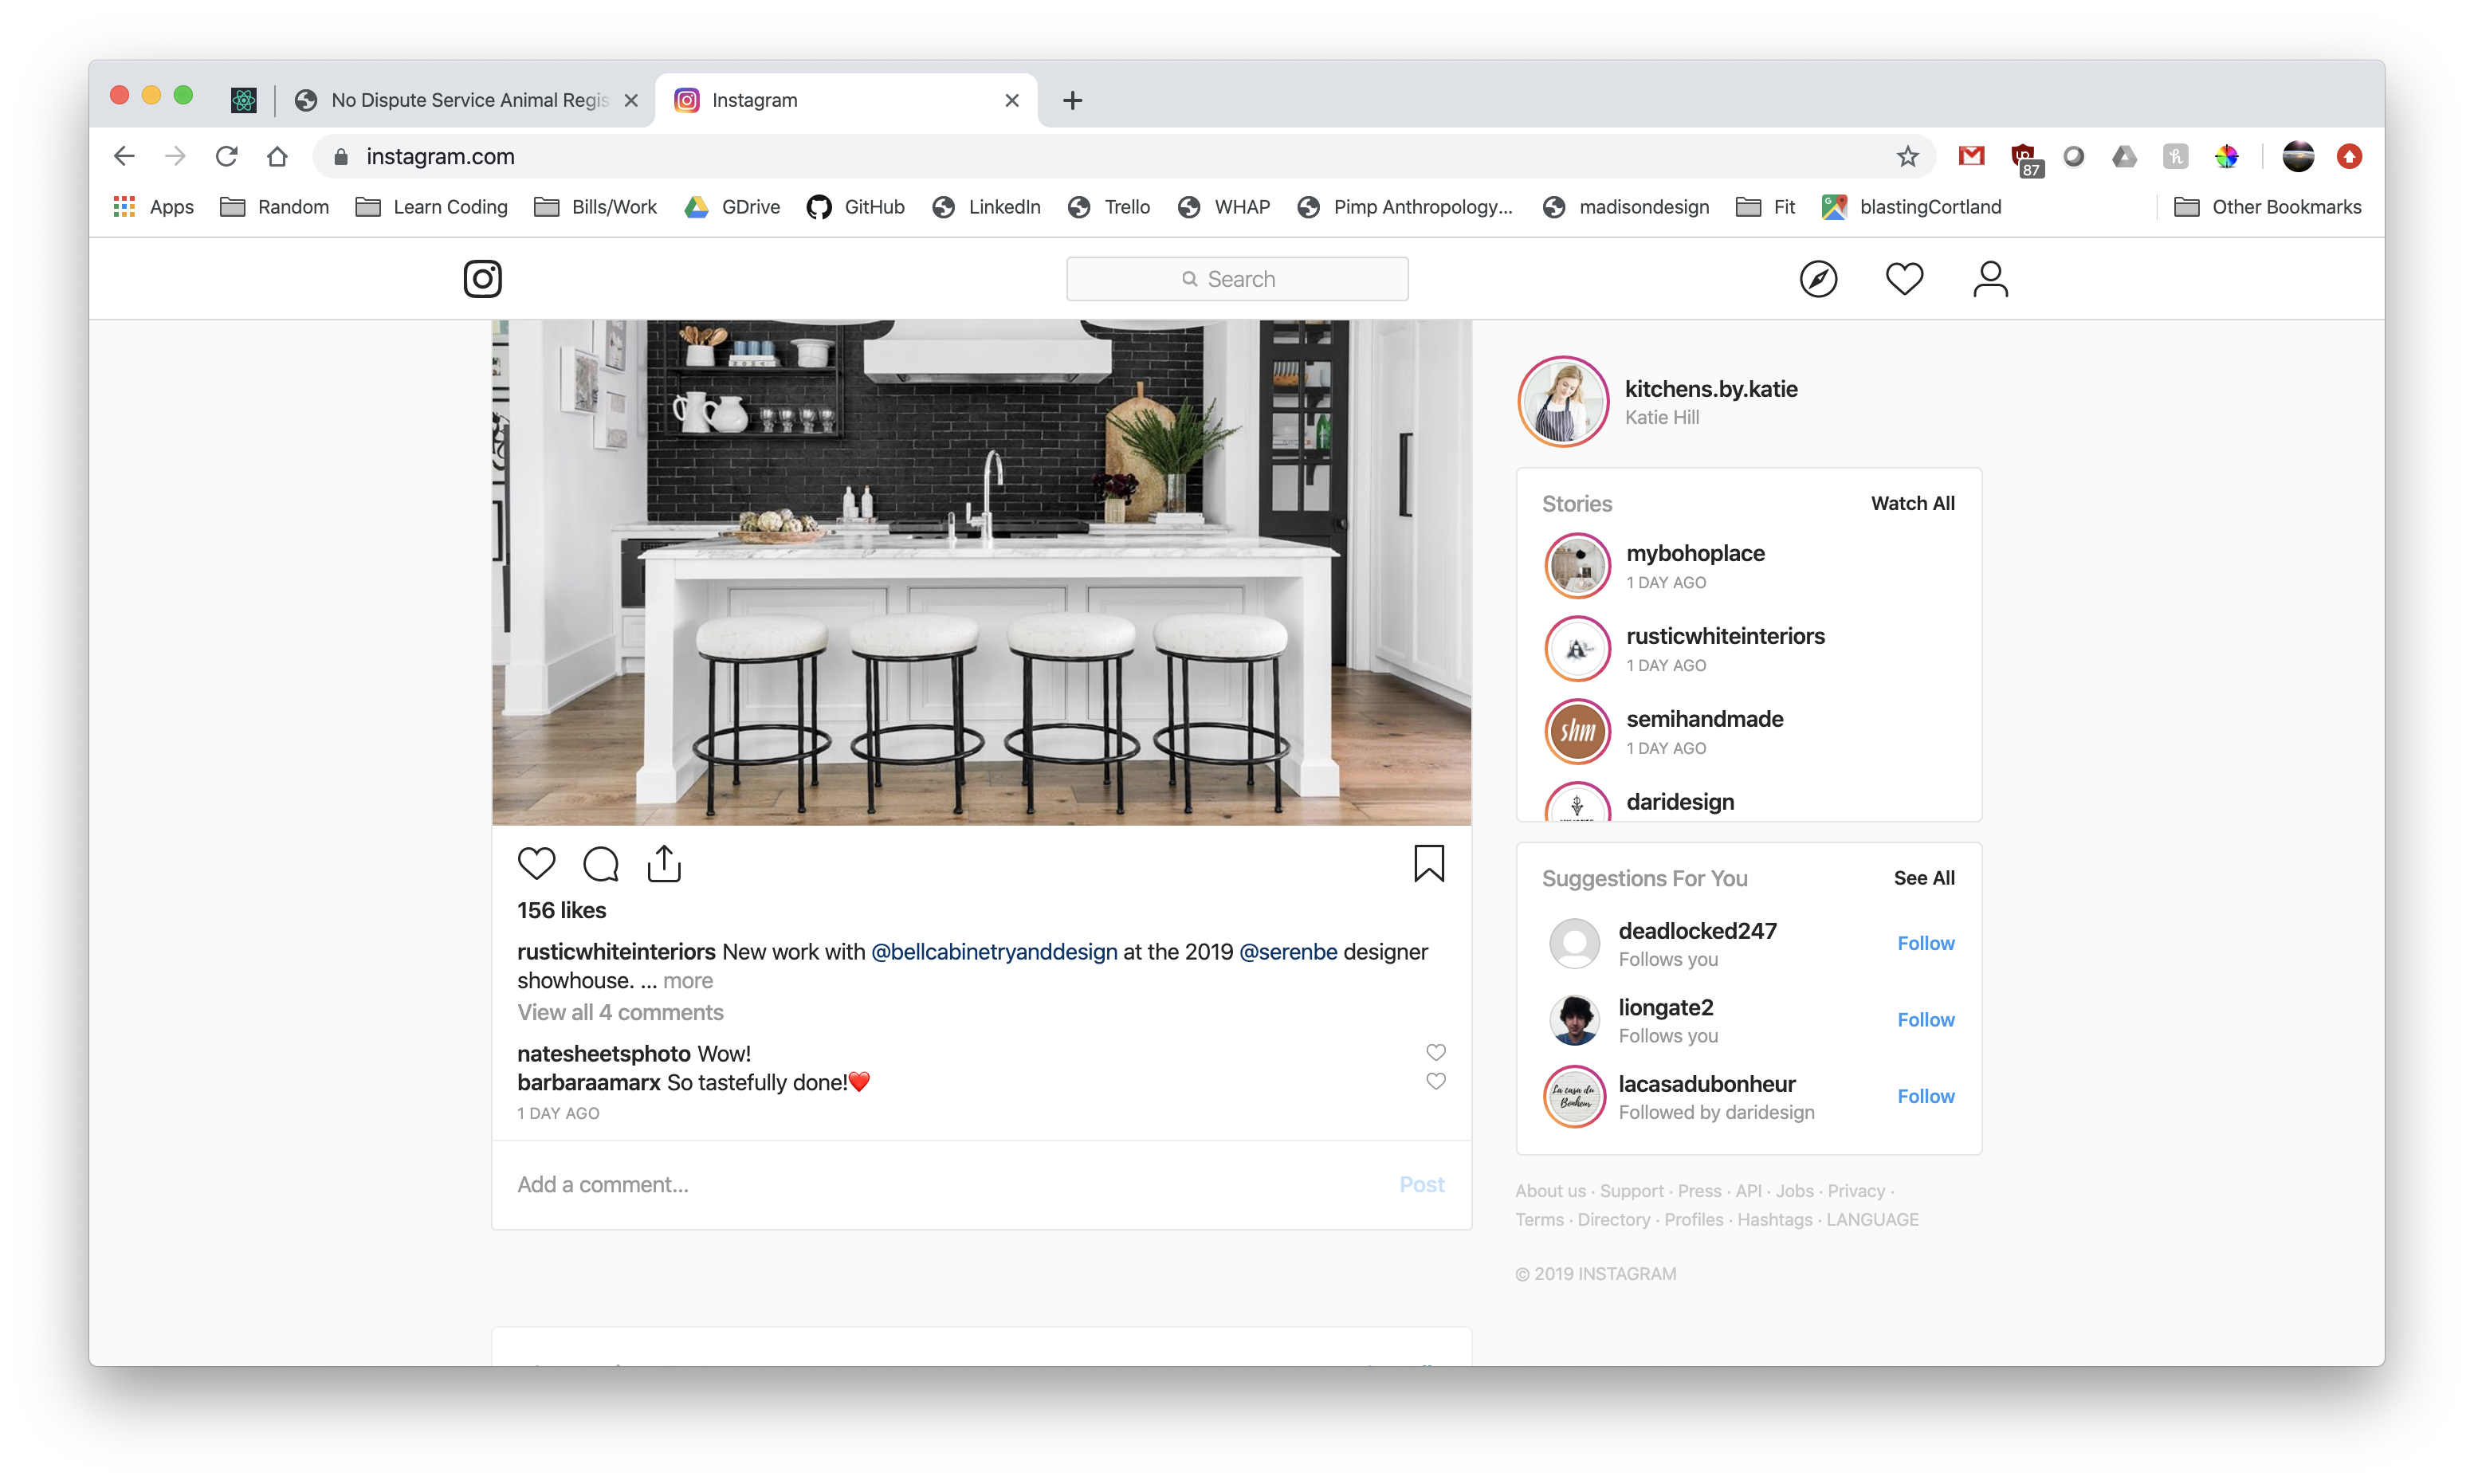 No Dispute Service Animal Regis
Instagram
instagram.com
87
Apps
Random
Learn Coding
Bills/Work
GDrive
GitHub
LinkedIn
Trello
WHAP
Pimp Anthropology...
madisondesign
Fit
blastingCortland
Other Bookmarks
Search
kitchens.by.katie
Katie Hill
Stories
Watch All
mybohoplace
1 DAY AGO
rusticwhiteinteriors
1 DAY AGO
semihandmade
1 DAY AGO
shm
daridesign
156 likes
rusticwhiteinteriors New work with @bellcabinetryanddesign at the 2019 @serenbe designer
showhouse. ... more
View all 4 comments
natesheetsphoto Wow!
barbaraamarx So tastefully done!❤️
1 DAY AGO
Add a comment...
Post
Suggestions For You
See All
deadlocked247
Follows you
Follow
liongate2
Follows you
Follow
La casa du
Bonheur
lacasadubonheur
Followed by daridesign
Follow
About us · Support · Press · API · Jobs · Privacy ·
Terms · Directory · Profiles · Hashtags · LANGUAGE
© 2019 INSTAGRAM